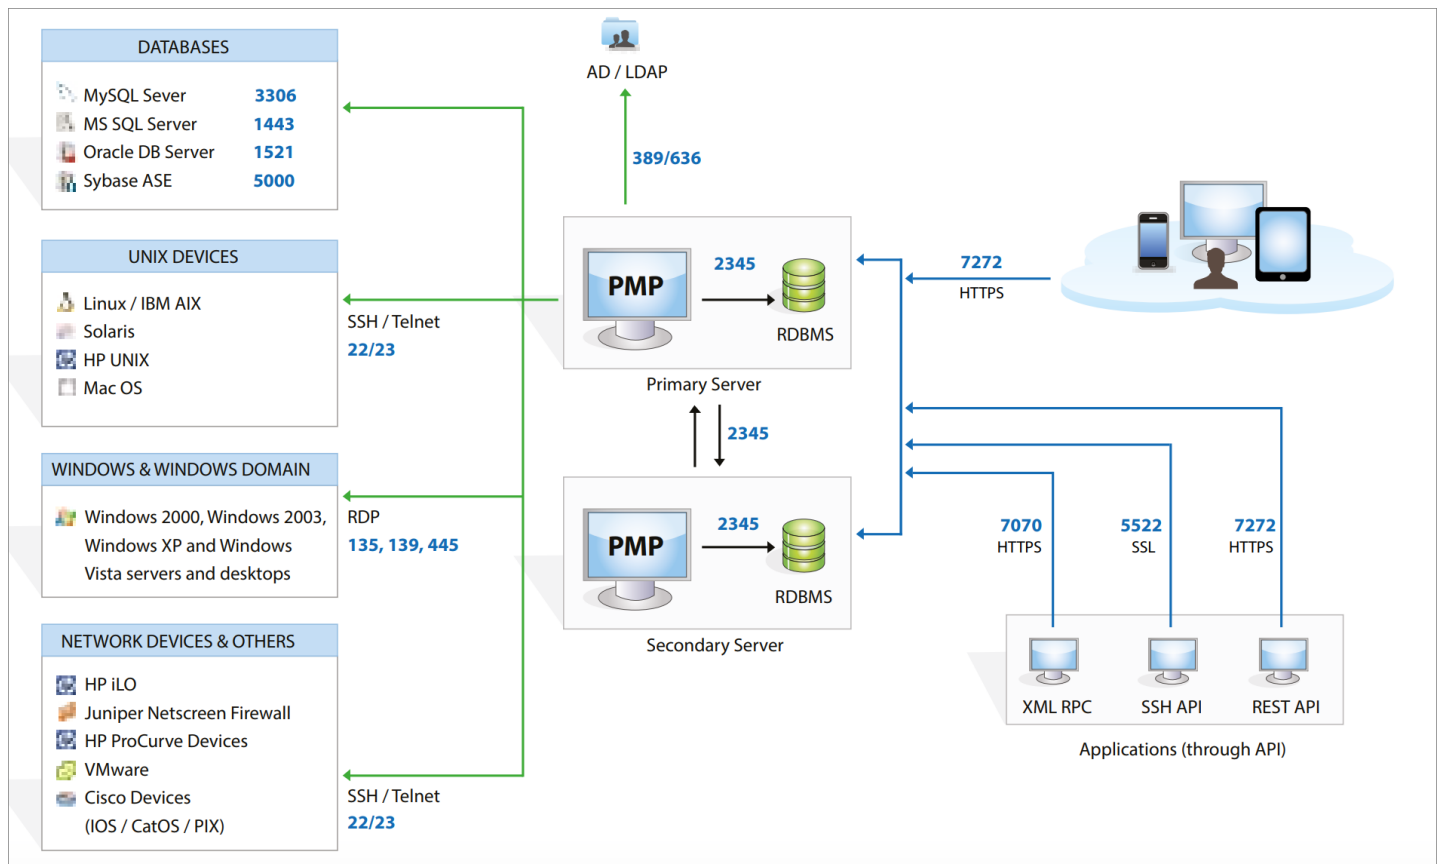 DATABASES
MySQL Sever 3306
MS SQL Server 1443
Oracle DB Server 1521
Sybase ASE 5000
UNIX DEVICES
Linux / IBM AIX
Solaris
HP UNIX
Mac OS
SSH / Telnet
22/23
WINDOWS & WINDOWS DOMAIN
Windows 2000, Windows 2003,
Windows XP and Windows
Vista servers and desktops
RDP
135, 139, 445
NETWORK DEVICES & OTHERS
HP iLO
Juniper Netscreen Firewall
HP ProCurve Devices
VMware
Cisco Devices
(IOS / CatOS / PIX)
SSH / Telnet
22/23
AD / LDAP
389/636
PMP
2345
RDBMS
Primary Server
2345
PMP
2345
RDBMS
Secondary Server
7272
HTTPS
7070
HTTPS
5522
SSL
7272
HTTPS
XML RPC
SSH API
REST API
Applications (through API)